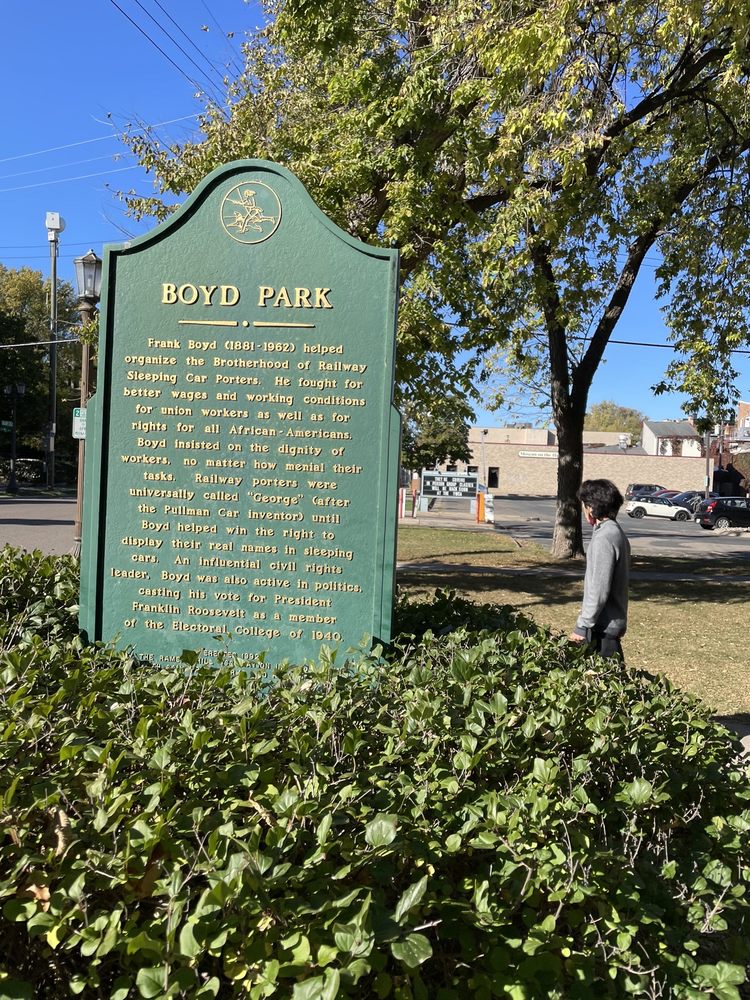 BOYD PARK
Frank Boyd (1881-1962) helped
organize the Brotherhood of Railway
Sleeping Car Porters. He fought for
better wages and working conditions
for union workers as well as for
rights for all African-Americans.
Boyd insisted on the dignity of
workers, no matter how menial their
tasks. Railway porters were
universally called "George" (after
the Pullman Car inventor) until
Boyd helped win the right to
display their real names in sleeping
cars. An influential civil rights
leader, Boyd was also active in politics,
casting his vote for President
Franklin Roosevelt as a member
of the Electoral College of 1940.
ERECTED 1992
THE RAMS